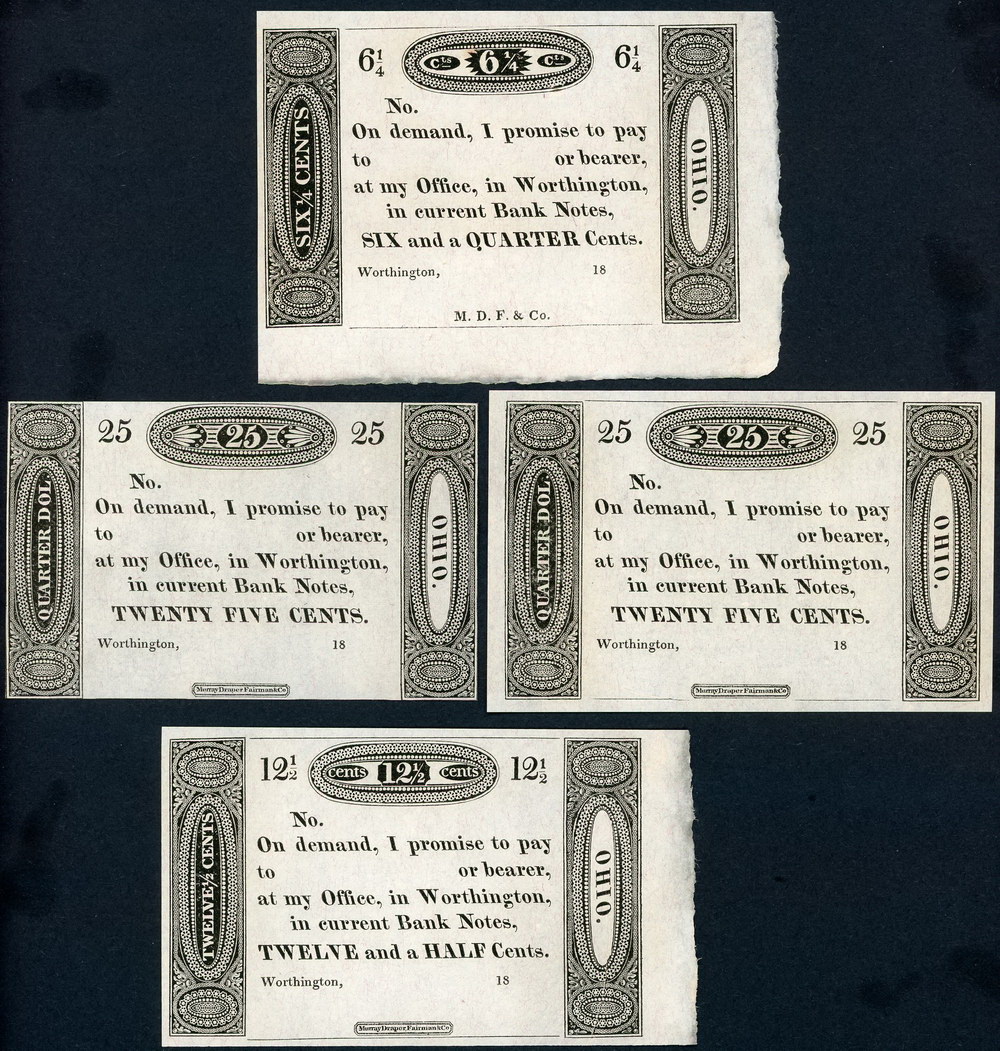 6¼ Cts 6¼ Cts 6¼
No.
On demand, I promise to pay
to or bearer,
at my Office, in Worthington,
in current Bank Notes,
SIX and a QUARTER Cents.
Worthington, 18
M. D. F. & Co.
SIX ¼ CENTS
OHIO.
25 25 25
No.
On demand, I promise to pay
to or bearer,
at my Office, in Worthington,
in current Bank Notes,
TWENTY FIVE CENTS.
Worthington, 18
Murray Draper Fairman & Co
QUARTER DOL.
OHIO.
25 25 25
No.
On demand, I promise to pay
to or bearer,
at my Office, in Worthington,
in current Bank Notes,
TWENTY FIVE CENTS.
Worthington, 18
Murray Draper Fairman & Co
QUARTER DOL.
OHIO.
12½ cents 12½ cents 12½
No.
On demand, I promise to pay
to or bearer,
at my Office, in Worthington,
in current Bank Notes,
TWELVE and a HALF Cents.
Worthington, 18
Murray Draper Fairman & Co
TWELVE ½ CENTS
OHIO.